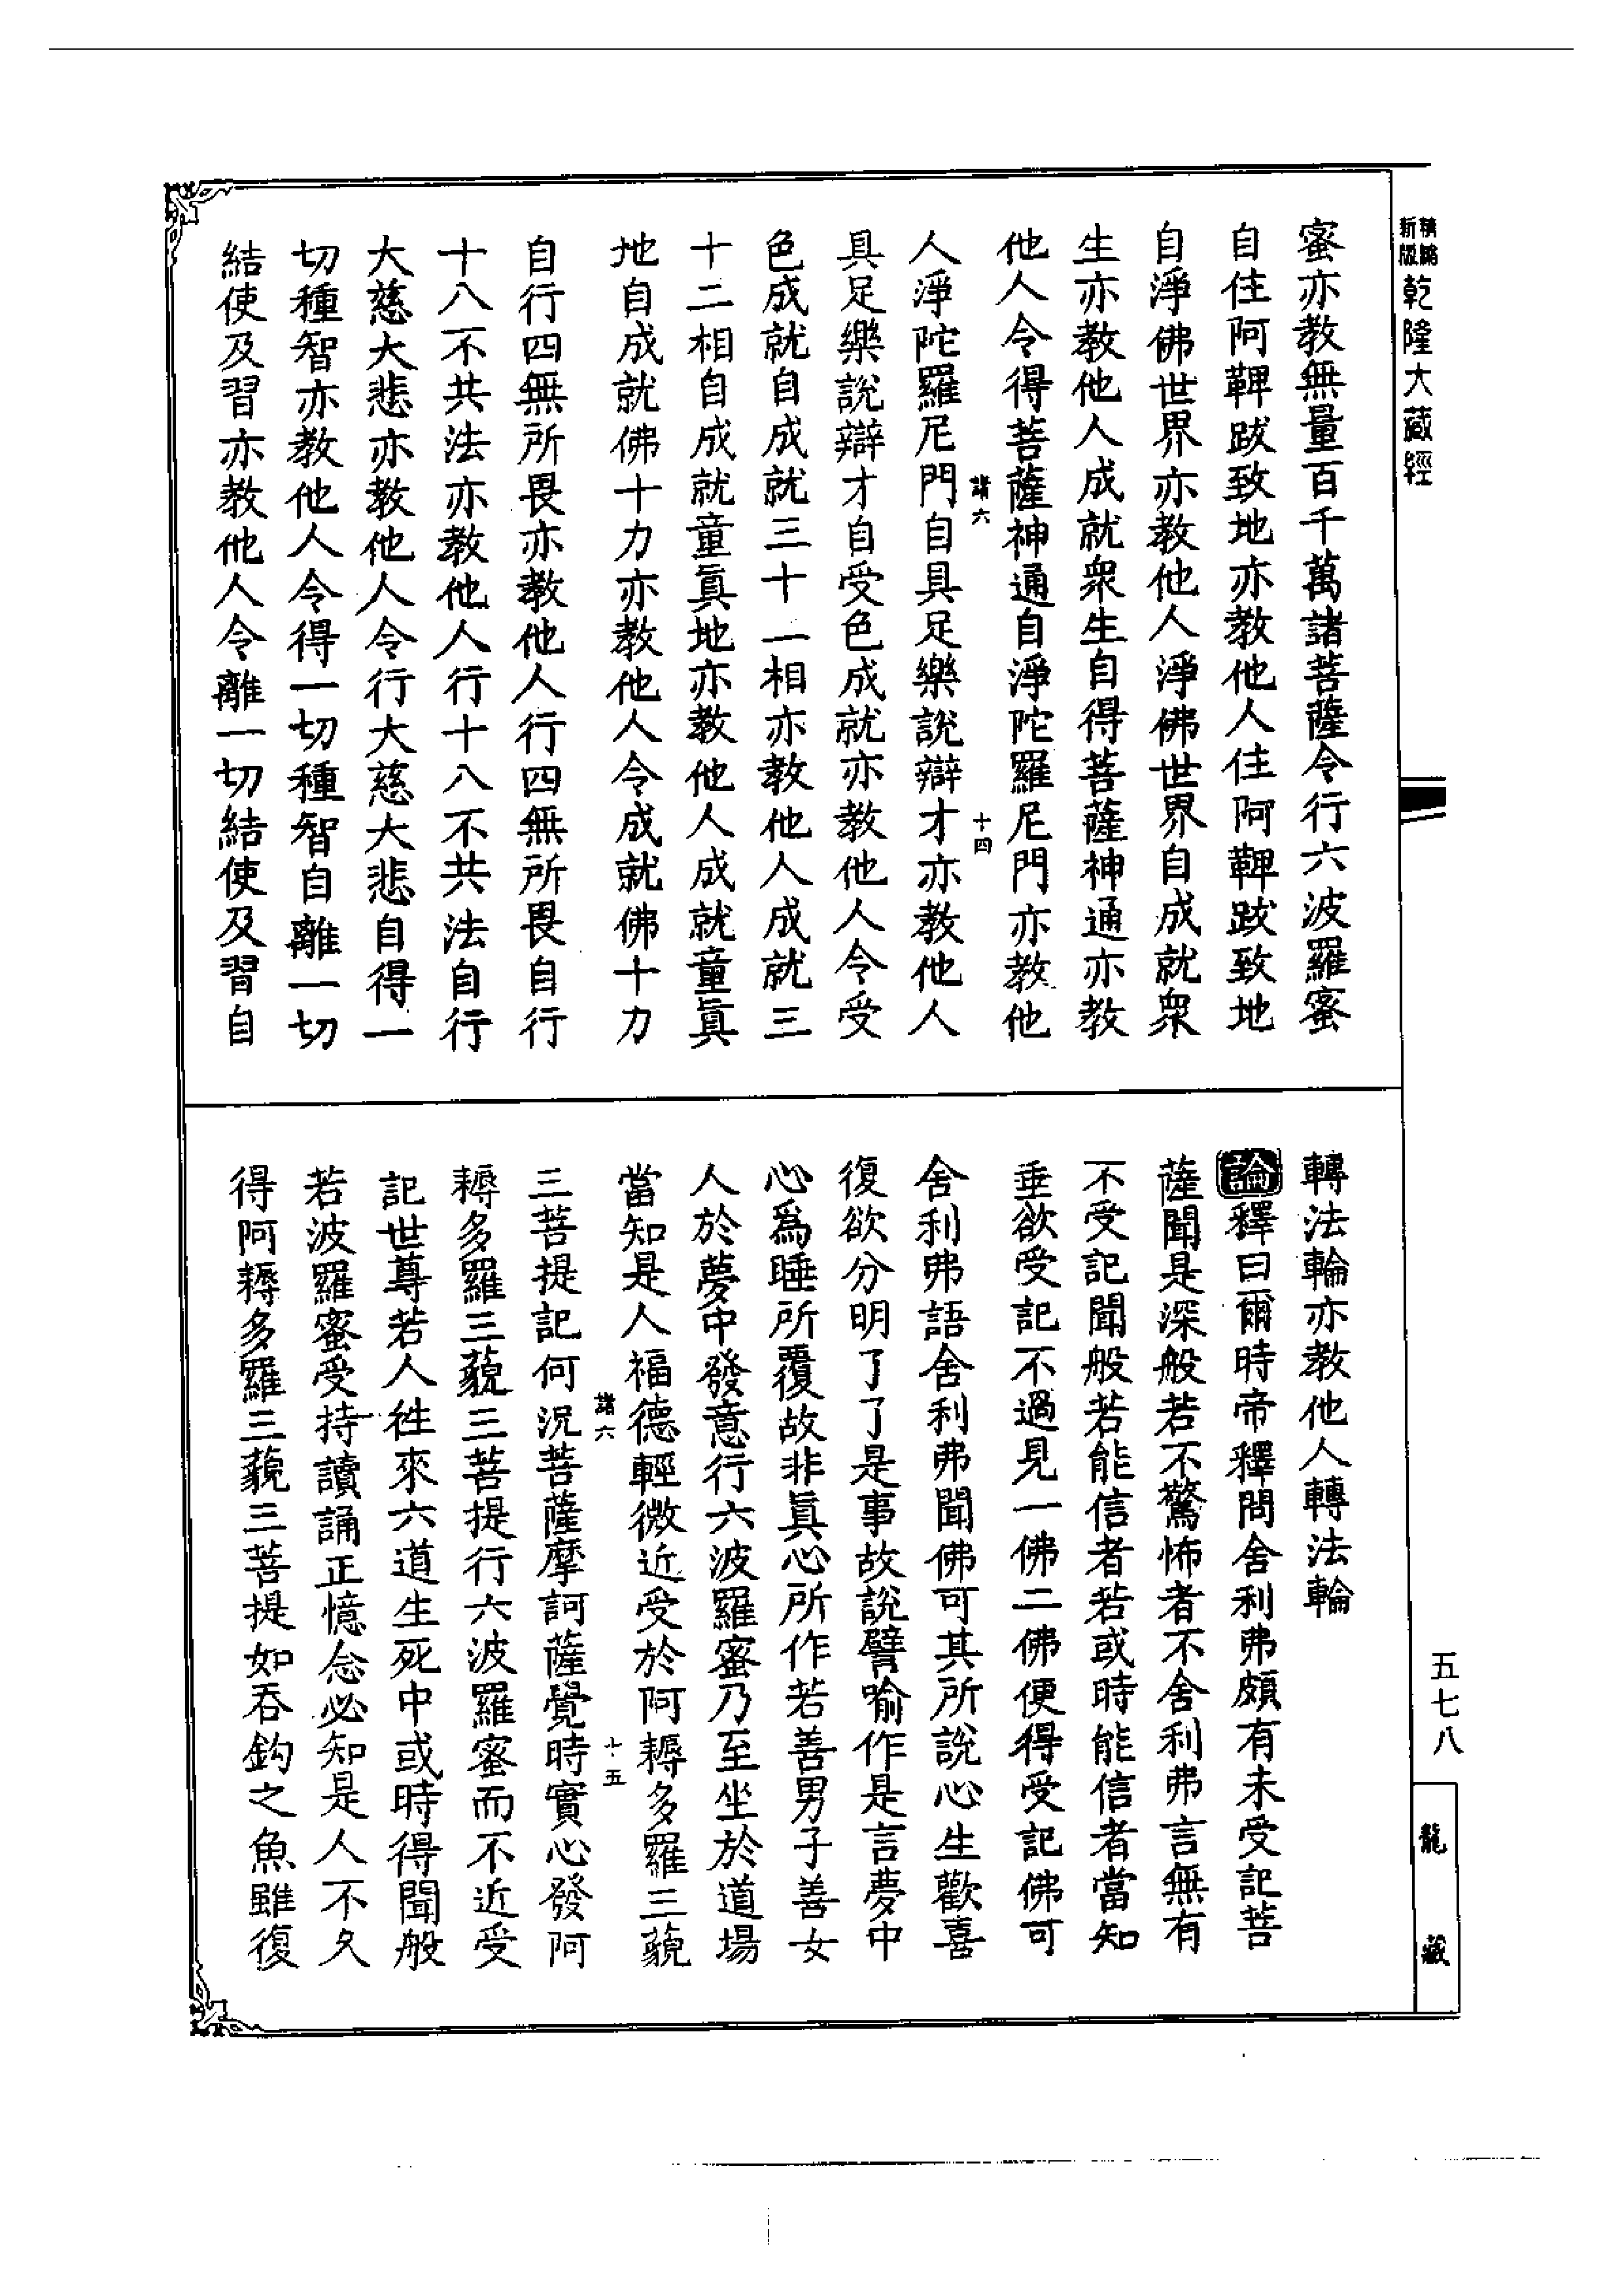 新版
精縮
乾隆大藏經
蜜亦教無量百千萬諸菩薩令行六波羅蜜
自住阿鞞跋致地亦教他人住阿鞞跋致地
自淨佛世界亦教他人淨佛世界自成就衆
生亦教他人成就衆生自得菩薩神通亦教
他人令得菩薩神通自淨陀羅尼門亦教他
諸六
十四
人淨陀羅尼門自具足樂說辯才亦教他人
具足樂說辯才自受色成就亦教他人令受
色成就自成就三十一相亦教他人成就三
十二相自成就童眞地亦教他人成就童眞
地自成就佛十力亦教他人令成就佛十力
自行四無所畏亦教他人行四無所畏自行
十八不共法亦教他人行十八不共法自行
大慈大悲亦教他人令行大慈大悲自得一
切種智亦教他人令得一切種智自離一切
結使及習亦教他人令離一切結使及習自
轉法輪亦教他人轉法輪
論釋曰爾時帝釋問舍利弗頗有未受記菩
薩聞是深般若不驚怖者不舍利弗言無有
不受記聞般若能信者若或時能信者當知
垂欲受記不過見一佛二佛便得受記佛可
舍利弗語舍利弗聞佛可其所說心生歡喜
復欲分明了了是事故說譬喻作是言夢中
心爲睡所覆故非眞心所作若善男子善女
人於夢中發意行六波羅蜜乃至坐於道場
當知是人福德輕微近受於阿耨多羅三藐
諸六
十五
三菩提記何況菩薩摩訶薩覺時實心發阿
耨多羅三藐三菩提行六波羅蜜而不近受
記世尊若人徃來六道生死中或時得聞般
若波羅蜜受持讀誦正憶念必知是人不久
得阿耨多羅三藐三菩提如吞鈎之魚雖復
五七八
龍藏